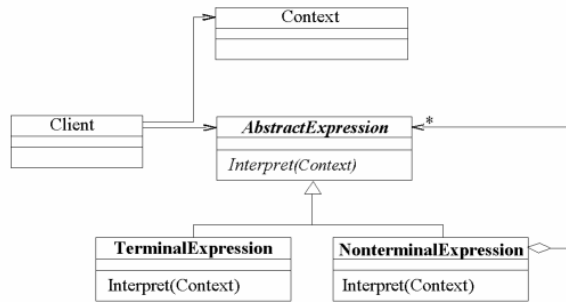 Context
Client
AbstractExpression
*
Interpret(Context)
TerminalExpression
NonterminalExpression
Interpret(Context)
Interpret(Context)